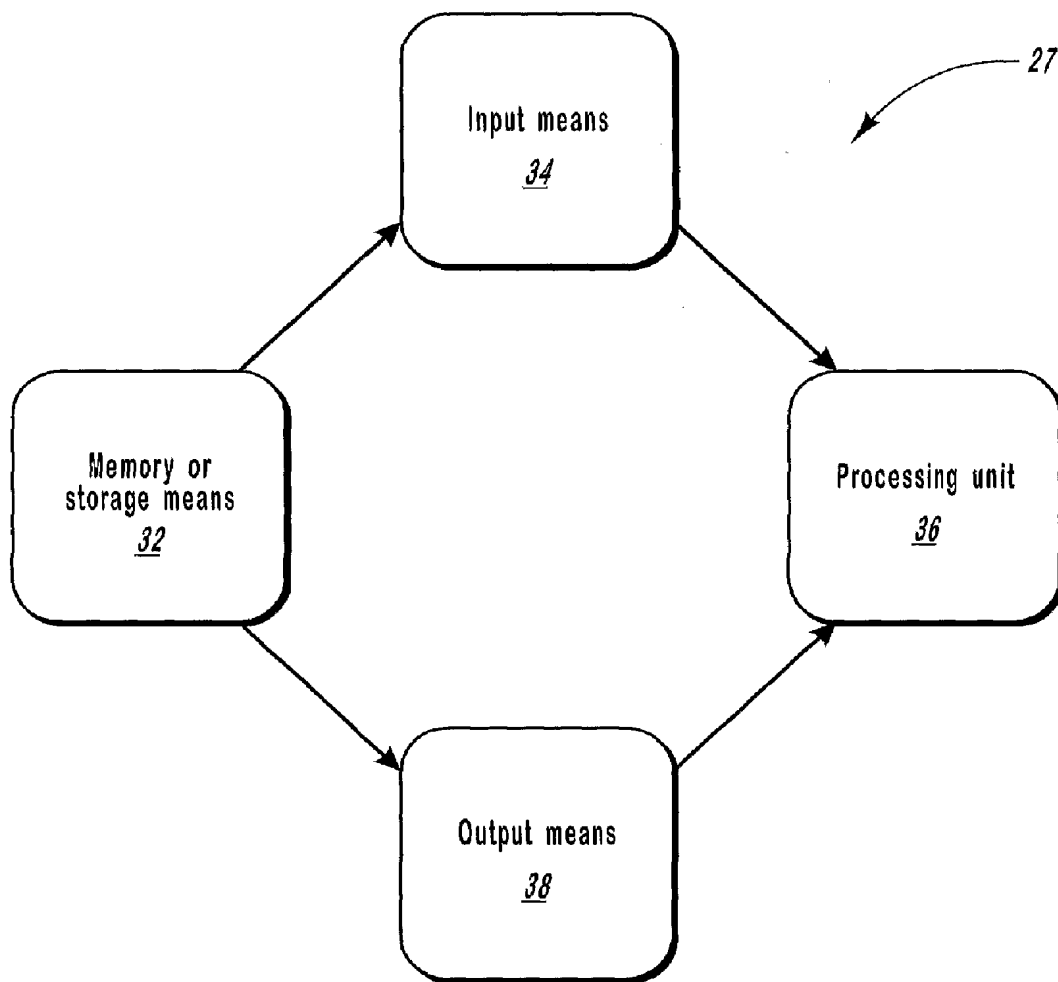 Input means
34
27
Memory or
storage means
32
Processing unit
36
Output means
38